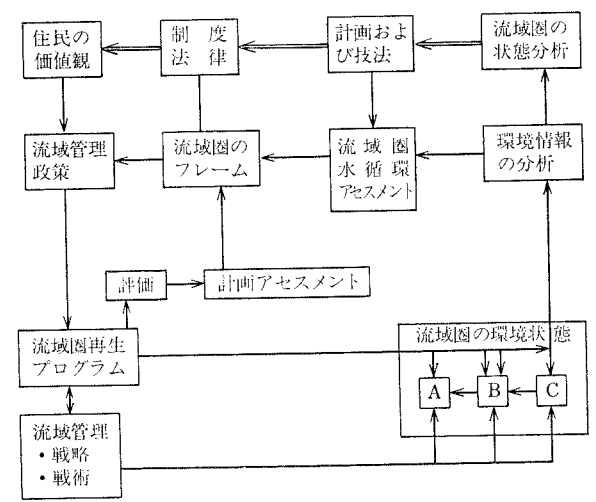 住民の
価値観
制度
法律
計画およ
び技法
流域圏の
状態分析
流域管理
政策
流域圏の
フレーム
流域圏
水循環
アセスメント
環境情報
の分析
評価
計画アセスメント
流域圏再生
プログラム
流域圏の環境状態
A
B
C
流域管理
・戦略
・戦術